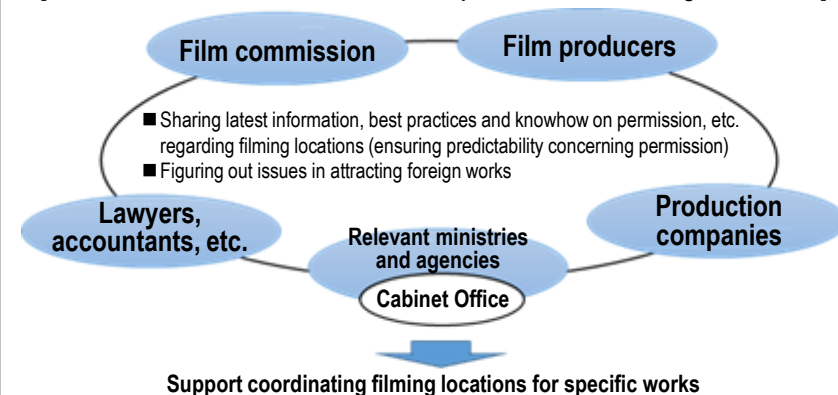 Film commission
Film producers
■ Sharing latest information, best practices and knowhow on permission, etc.
regarding filming locations (ensuring predictability concerning permission)
■ Figuring out issues in attracting foreign works
Lawyers,
accountants, etc.
Production
companies
Relevant ministries
and agencies
Cabinet Office
Support coordinating filming locations for specific works